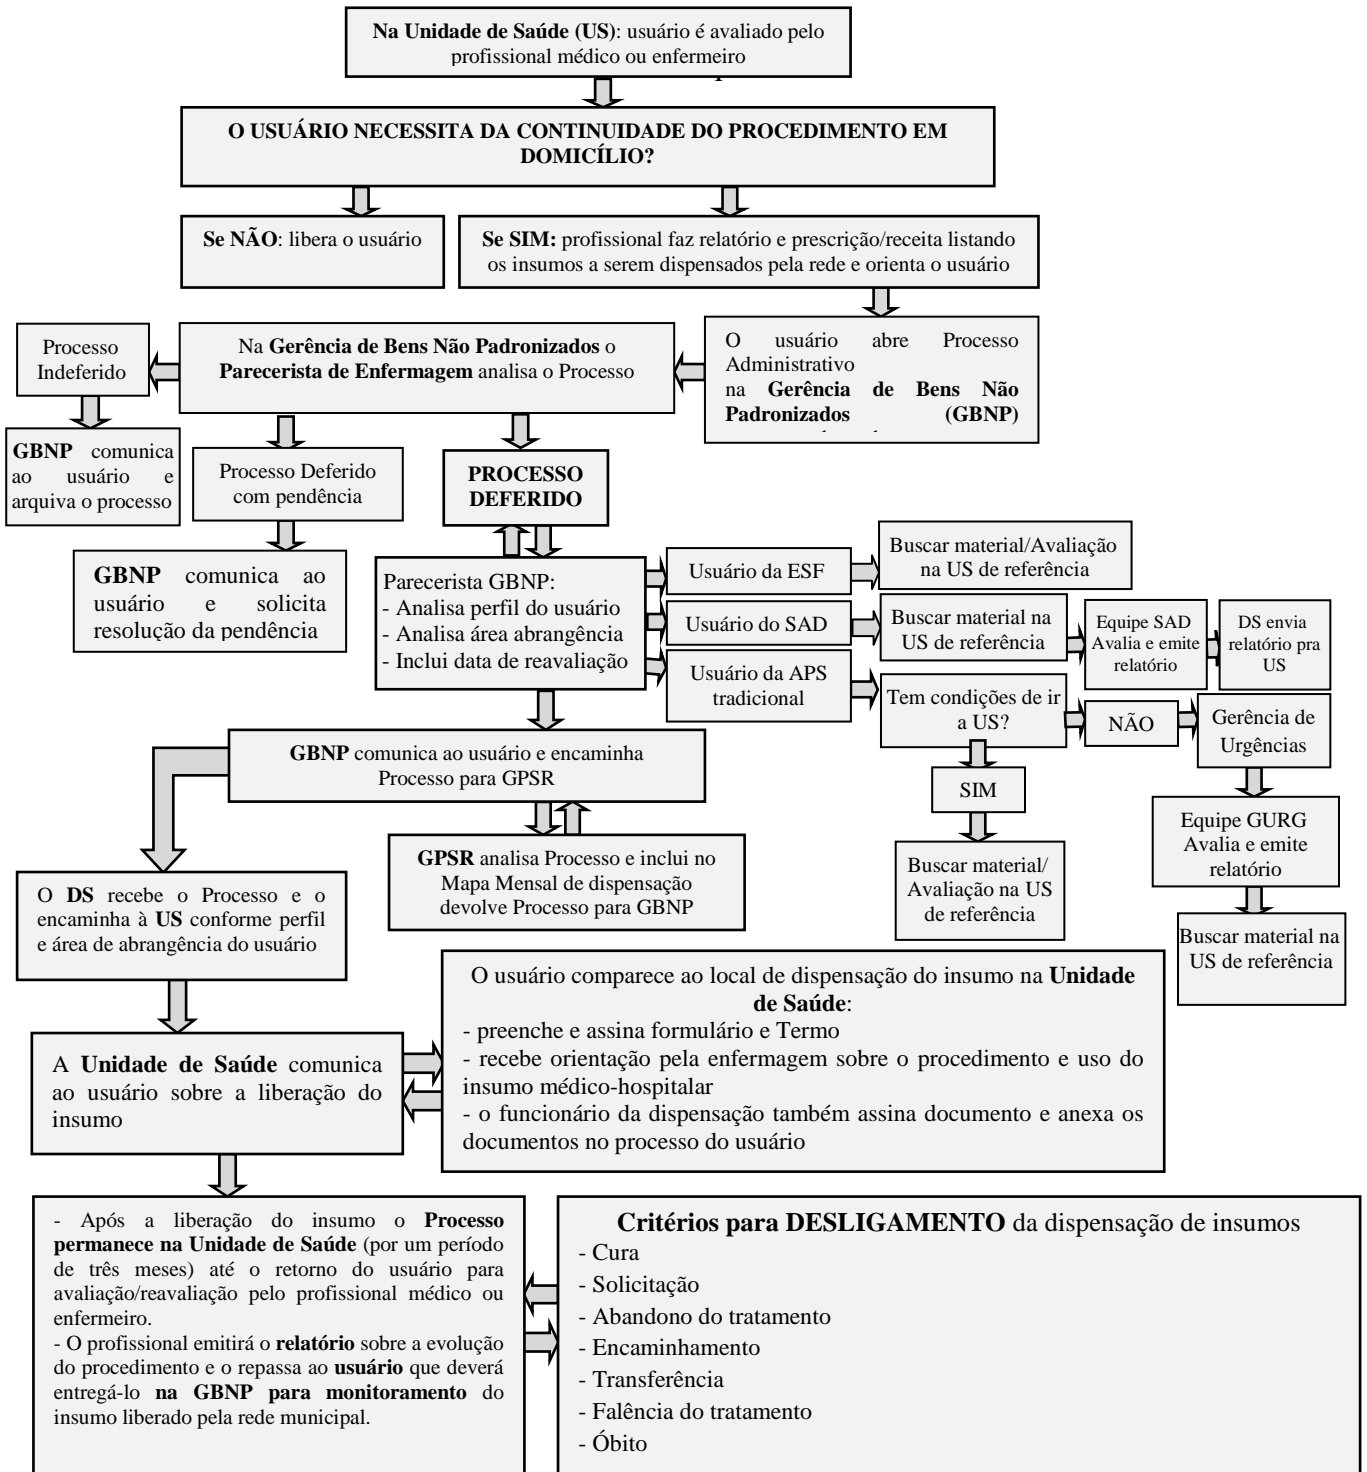 Na Unidade de Saúde (US): usuário é avaliado pelo
profissional médico ou enfermeiro
O USUÁRIO NECESSITA DA CONTINUIDADE DO PROCEDIMENTO EM
DOMICÍLIO?
Se NÃO: libera o usuário
Se SIM: profissional faz relatório e prescrição/receita listando
os insumos a serem dispensados pela rede e orienta o usuário
O usuário abre Processo
Administrativo
na Gerência de Bens Não
Padronizados (GBNP)
Na Gerência de Bens Não Padronizados o
Parecerista de Enfermagem analisa o Processo
Processo
Indeferido
GBNP comunica
ao usuário e
arquiva o processo
Processo Deferido
com pendência
GBNP comunica ao
usuário e solicita
resolução da pendência
PROCESSO
DEFERIDO
Parecerista GBNP:
- Analisa perfil do usuário
- Analisa área abrangência
- Inclui data de reavaliação
Usuário da ESF
Buscar material/Avaliação
na US de referência
Usuário do SAD
Buscar material na
US de referência
Equipe SAD
Avalia e emite
relatório
DS envia
relatório pra
US
Usuário da APS
tradicional
Tem condições de ir
a US?
NÃO
Gerência de
Urgências
SIM
Equipe GURG
Avalia e emite
relatório
Buscar material/
Avaliação na US
de referência
Buscar material na
US de referência
GBNP comunica ao usuário e encaminha
Processo para GPSR
GPSR analisa Processo e inclui no
Mapa Mensal de dispensação
devolve Processo para GBNP
O DS recebe o Processo e o
encaminha à US conforme perfil
e área de abrangência do usuário
A Unidade de Saúde comunica
ao usuário sobre a liberação do
insumo
O usuário comparece ao local de dispensação do insumo na Unidade
de Saúde:
- preenche e assina formulário e Termo
- recebe orientação pela enfermagem sobre o procedimento e uso do
insumo médico-hospitalar
- o funcionário da dispensação também assina documento e anexa os
documentos no processo do usuário
- Após a liberação do insumo o Processo
permanece na Unidade de Saúde (por um período
de três meses) até o retorno do usuário para
avaliação/reavaliação pelo profissional médico ou
enfermeiro.
- O profissional emitirá o relatório sobre a evolução
do procedimento e o repassa ao usuário que deverá
entregá-lo na GBNP para monitoramento do
insumo liberado pela rede municipal.
Critérios para DESLIGAMENTO da dispensação de insumos
- Cura
- Solicitação
- Abandono do tratamento
- Encaminhamento
- Transferência
- Falência do tratamento
- Óbito